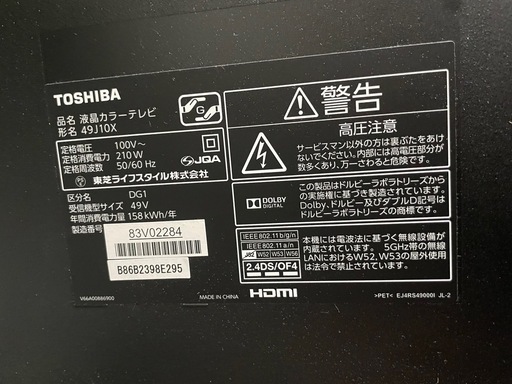 TOSHIBA
品名 液晶カラーテレビ
形名 49J10X
定格電圧 100V~
定格消費電力 210W
定格周波数 50/60 Hz
JQA
東芝ライフスタイル株式会社
区分名 DG1
受信機型サイズ 49V
年間消費電力量 158kWh/年
製造番号
83V02284
B86B2398E295
V66A00866900
MADE IN CHINA
HDMI
警告
高圧注意
サービスマン以外の方は裏ぶたをあけ
ないでください。内部には高電圧部分が
数多くあり、万一さわると危険です。
DOLBY
DIGITAL
この製品はドルビーラボラトリーズから
の実施権に基づき製造されています。
Dolby、ドルビー及びダブルD記号は
ドルビーラボラトリーズの商標です。
IEEE802.11b/g/n
IEEE802.11a/n
J52 W52 W53 W56
2.4DS/OF4
本機には電波法に基づく無線設備が
内蔵されています。5GHz帯の無線
LANにおけるW52、W53の屋外使用
は法令で禁止されています。
>PET< EJ4RS49000I JL-2